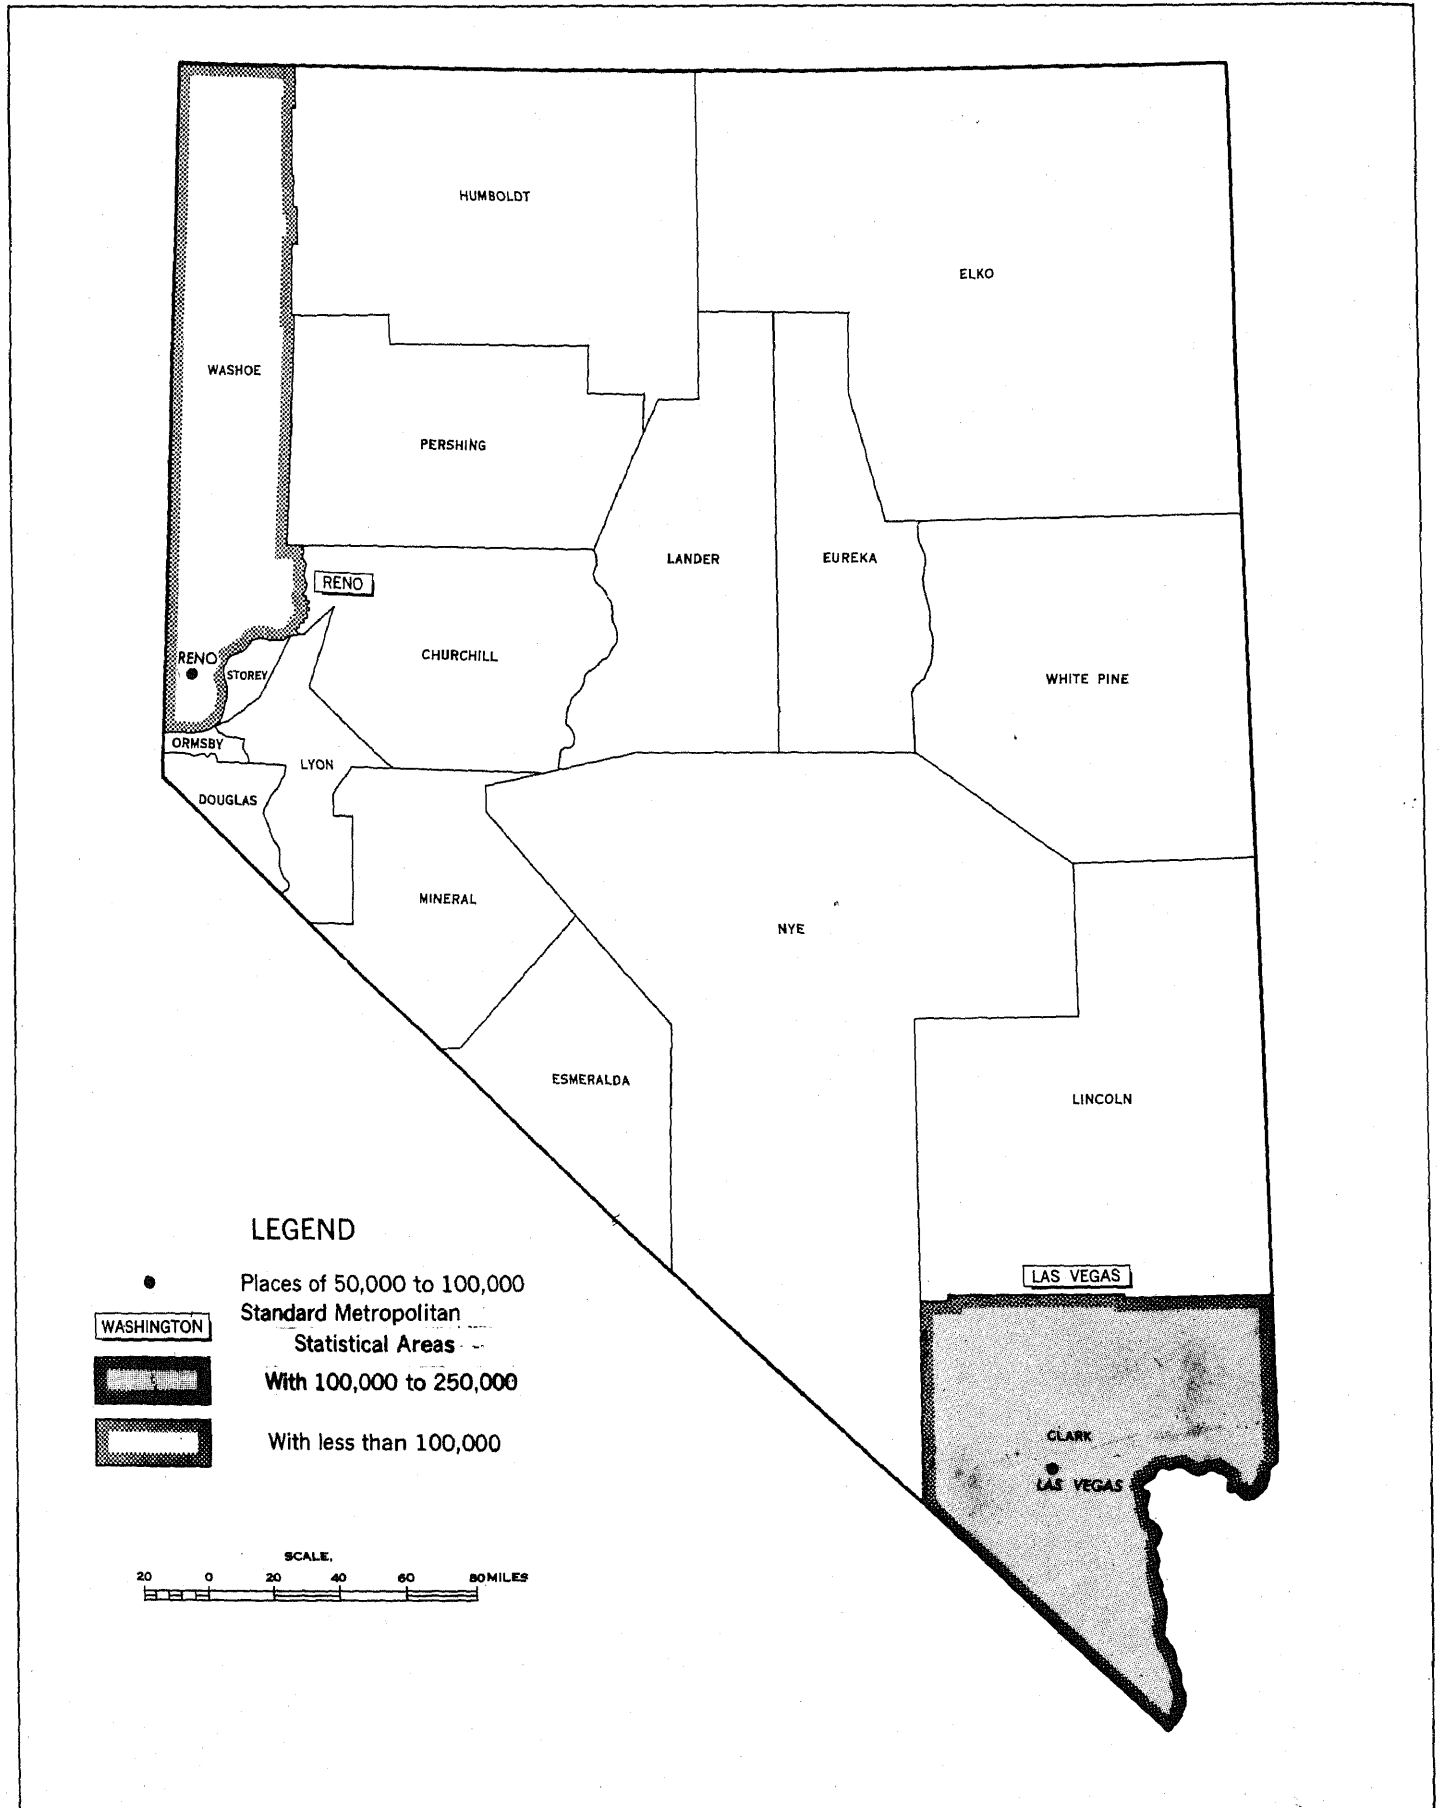 HUMBOLDT
ELKO
WASHOE
PERSHING
LANDER
EUREKA
RENO
CHURCHILL
RENO
STOREY
WHITE PINE
ORMSBY
LYON
DOUGLAS
MINERAL
NYE
ESMERALDA
LINCOLN
LEGEND
Places of 50,000 to 100,000
WASHINGTON
Standard Metropolitan
Statistical Areas
With 100,000 to 250,000
With less than 100,000
LAS VEGAS
CLARK
LAS VEGAS
SCALE,
20 0 20 40 60 80 MILES